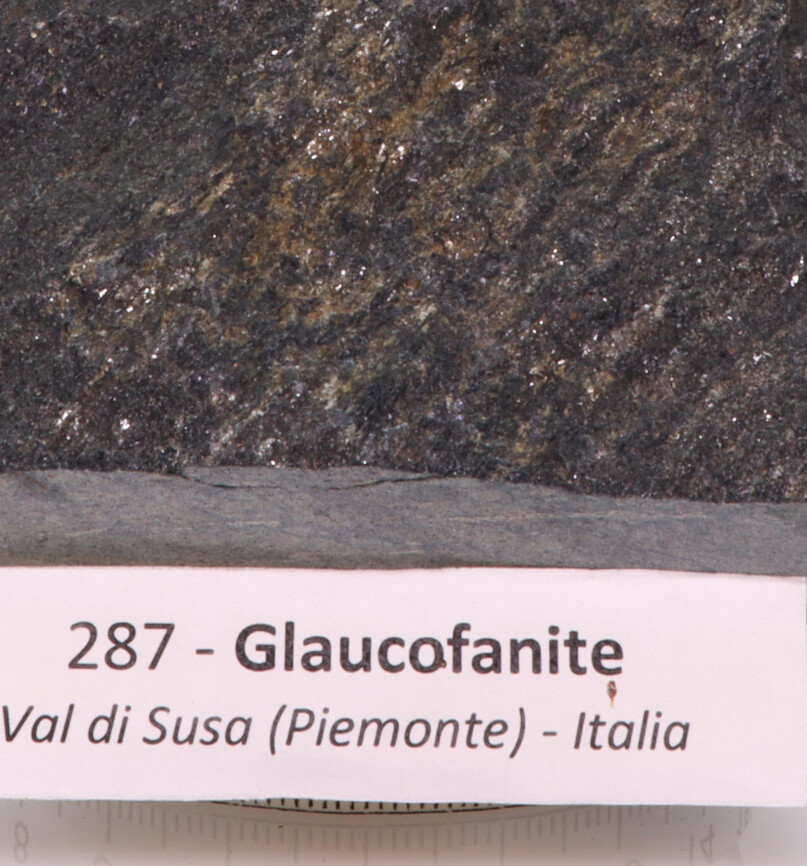 287 - Glaucofanite
Val di Susa (Piemonte) - Italia